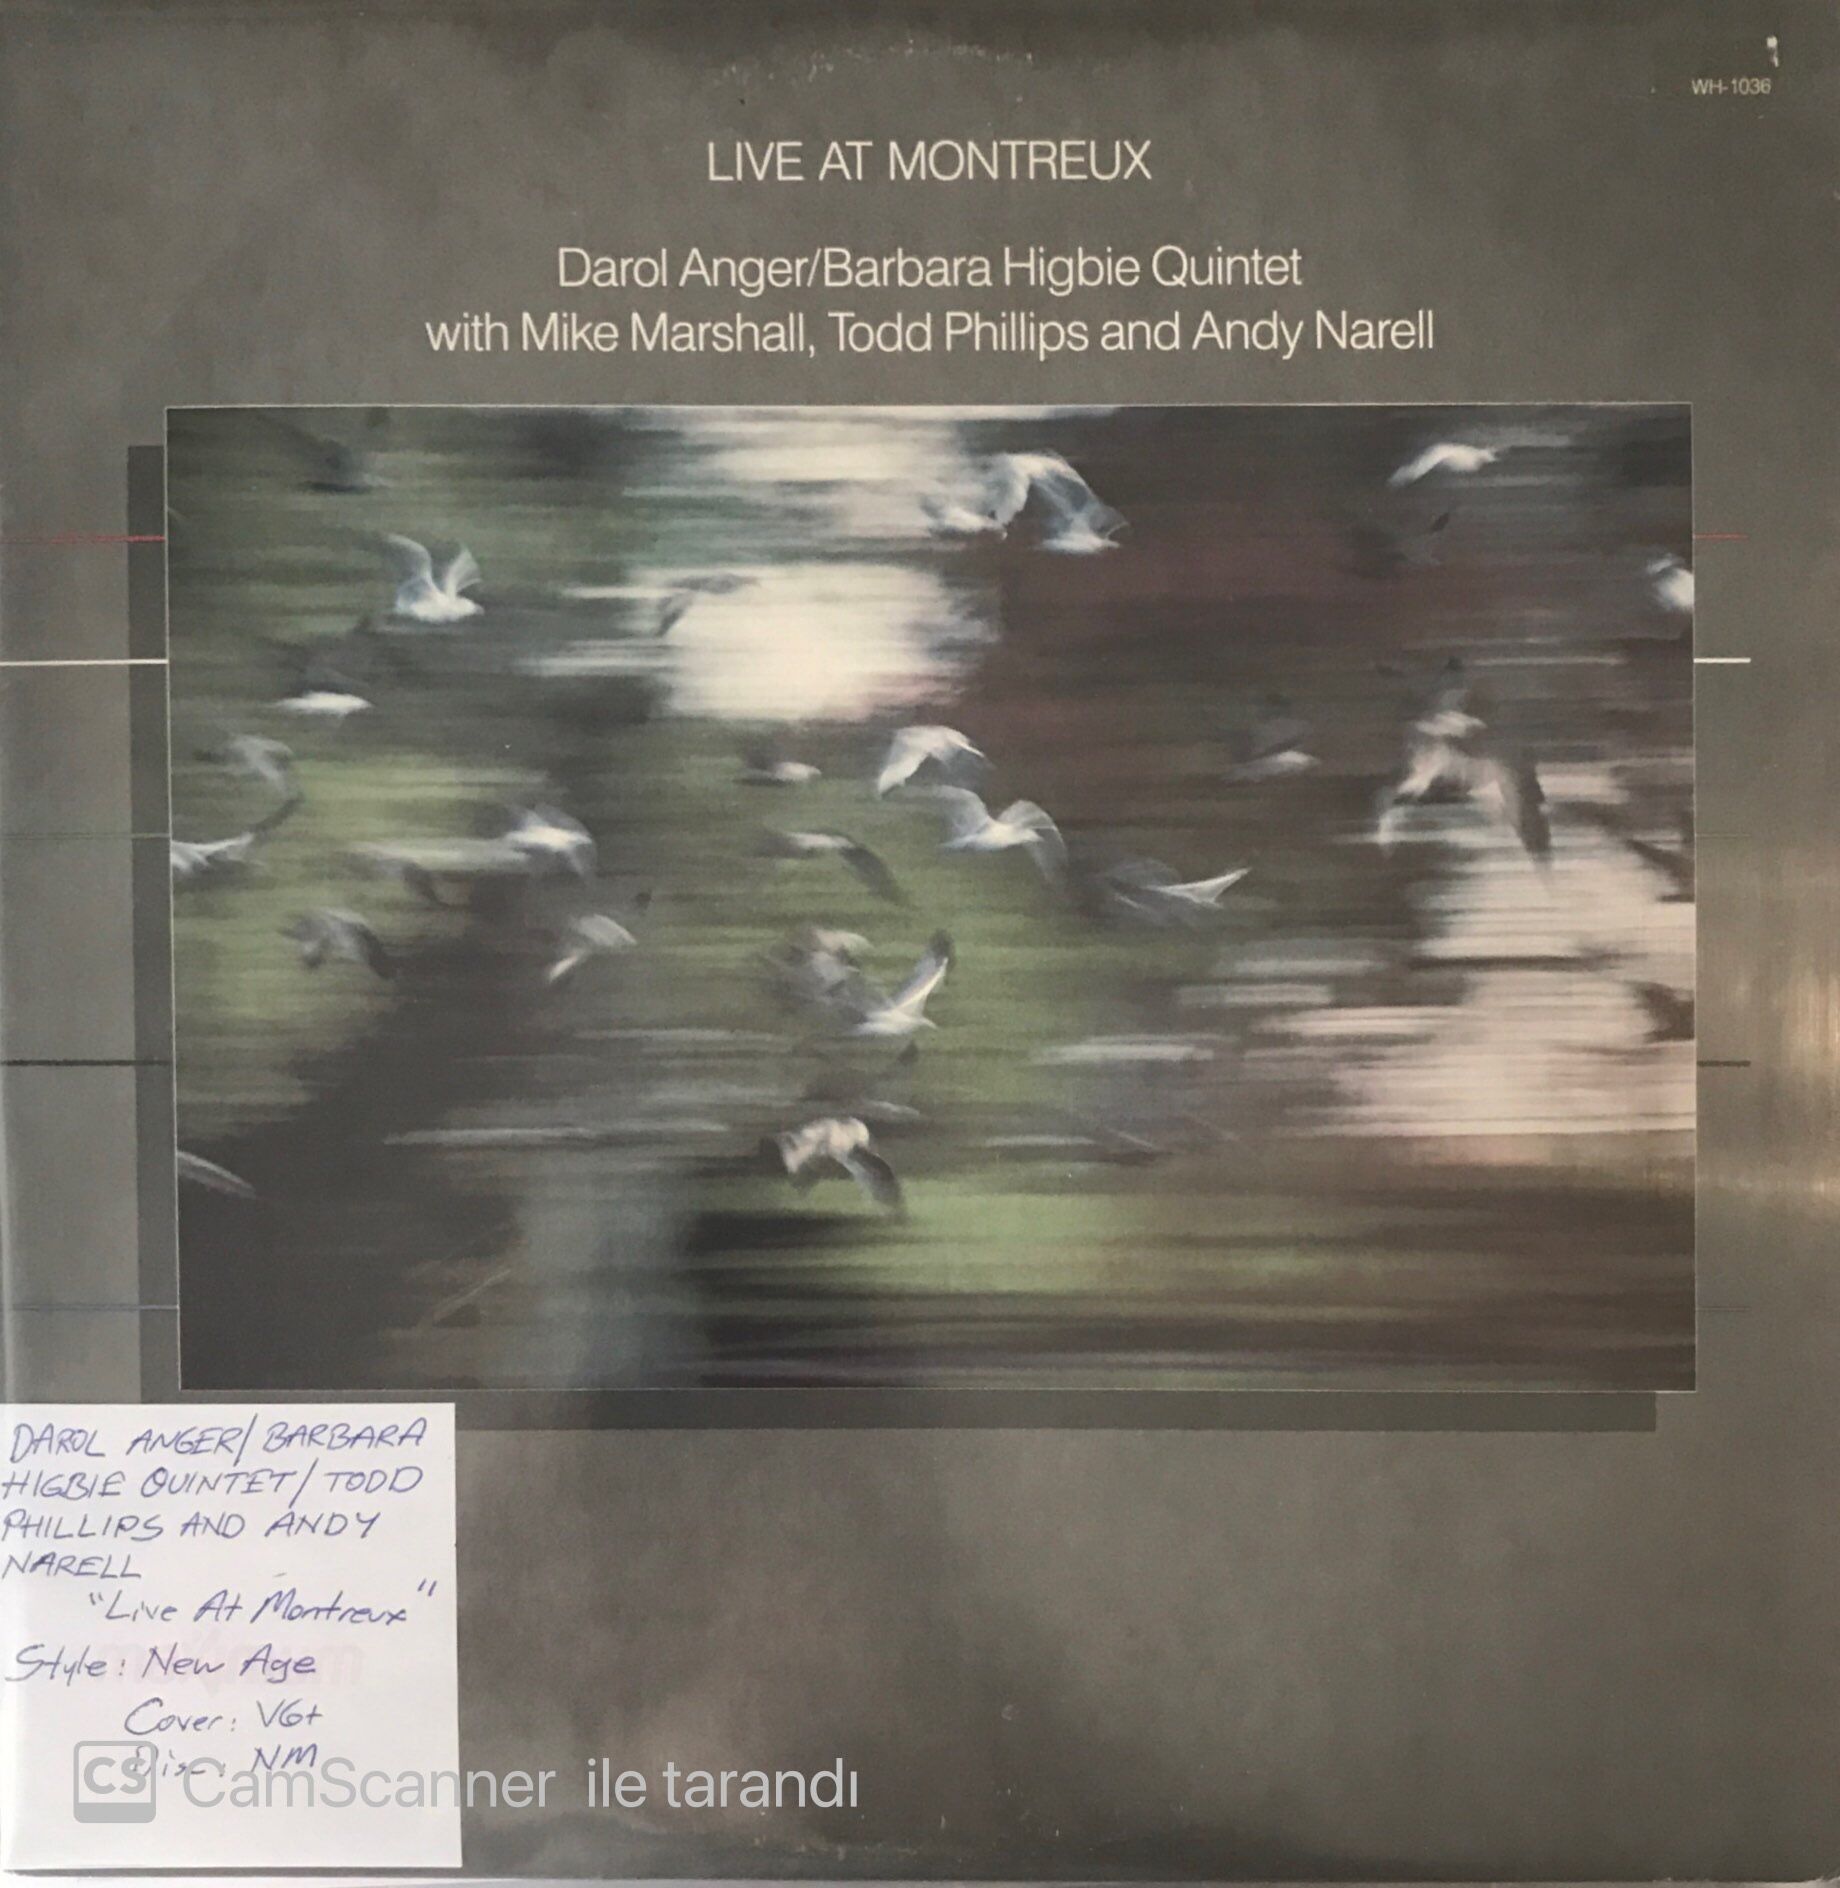 WH-1036
LIVE AT MONTREUX
Darol Anger/Barbara Higbie Quintet
with Mike Marshall, Todd Phillips and Andy Narell
DAROL ANGER/BARBARA
HIGBIE QUINTET/TODD
PHILLIPS AND ANDY
NARELL
"Live At Montreux"
Style: New Age
Cover: VG+
Disc: NM
CS CamScanner ile tarandı